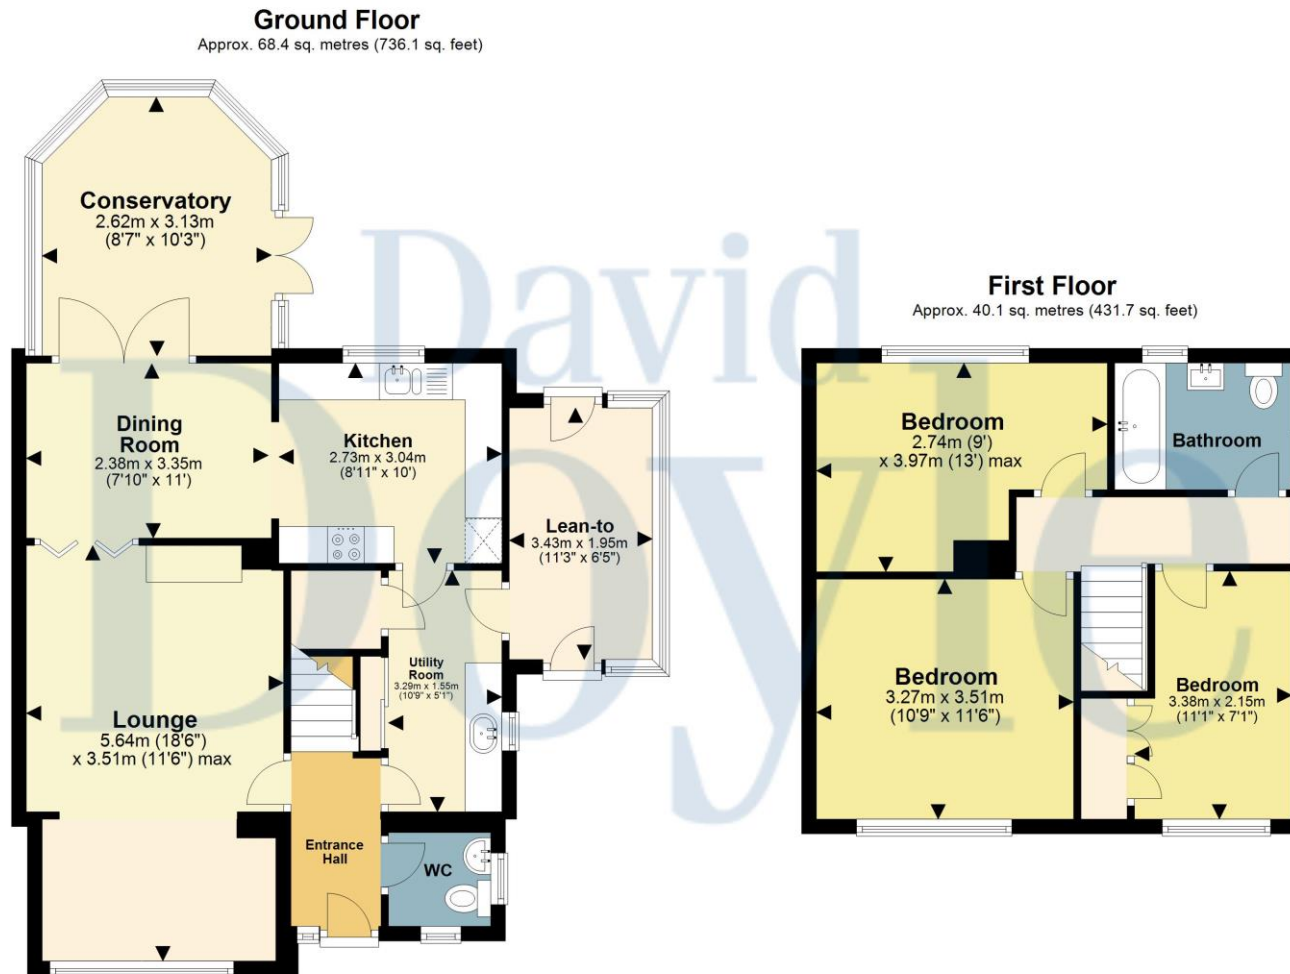 Ground Floor
Approx. 68.4 sq. metres (736.1 sq. feet)
Conservatory
2.62m x 3.13m
(8'7" x 10'3")
David
Doyle
First Floor
Approx. 40.1 sq. metres (431.7 sq. feet)
Dining
Room
2.38m x 3.35m
(7'10" x 11')
Kitchen
2.73m x 3.04m
(8'11" x 10')
Lean-to
3.43m x 1.95m
(11'3" x 6'5")
Bedroom
2.74m (9')
x 3.97m (13') max
Bathroom
Utility
Room
3.29m x 1.55m
(10'9" x 5'1")
Lounge
5.64m (18'6")
x 3.51m (11'6") max
Bedroom
3.27m x 3.51m
(10'9" x 11'6")
Bedroom
3.38m x 2.15m
(11'1" x 7'1")
Entrance
Hall
WC